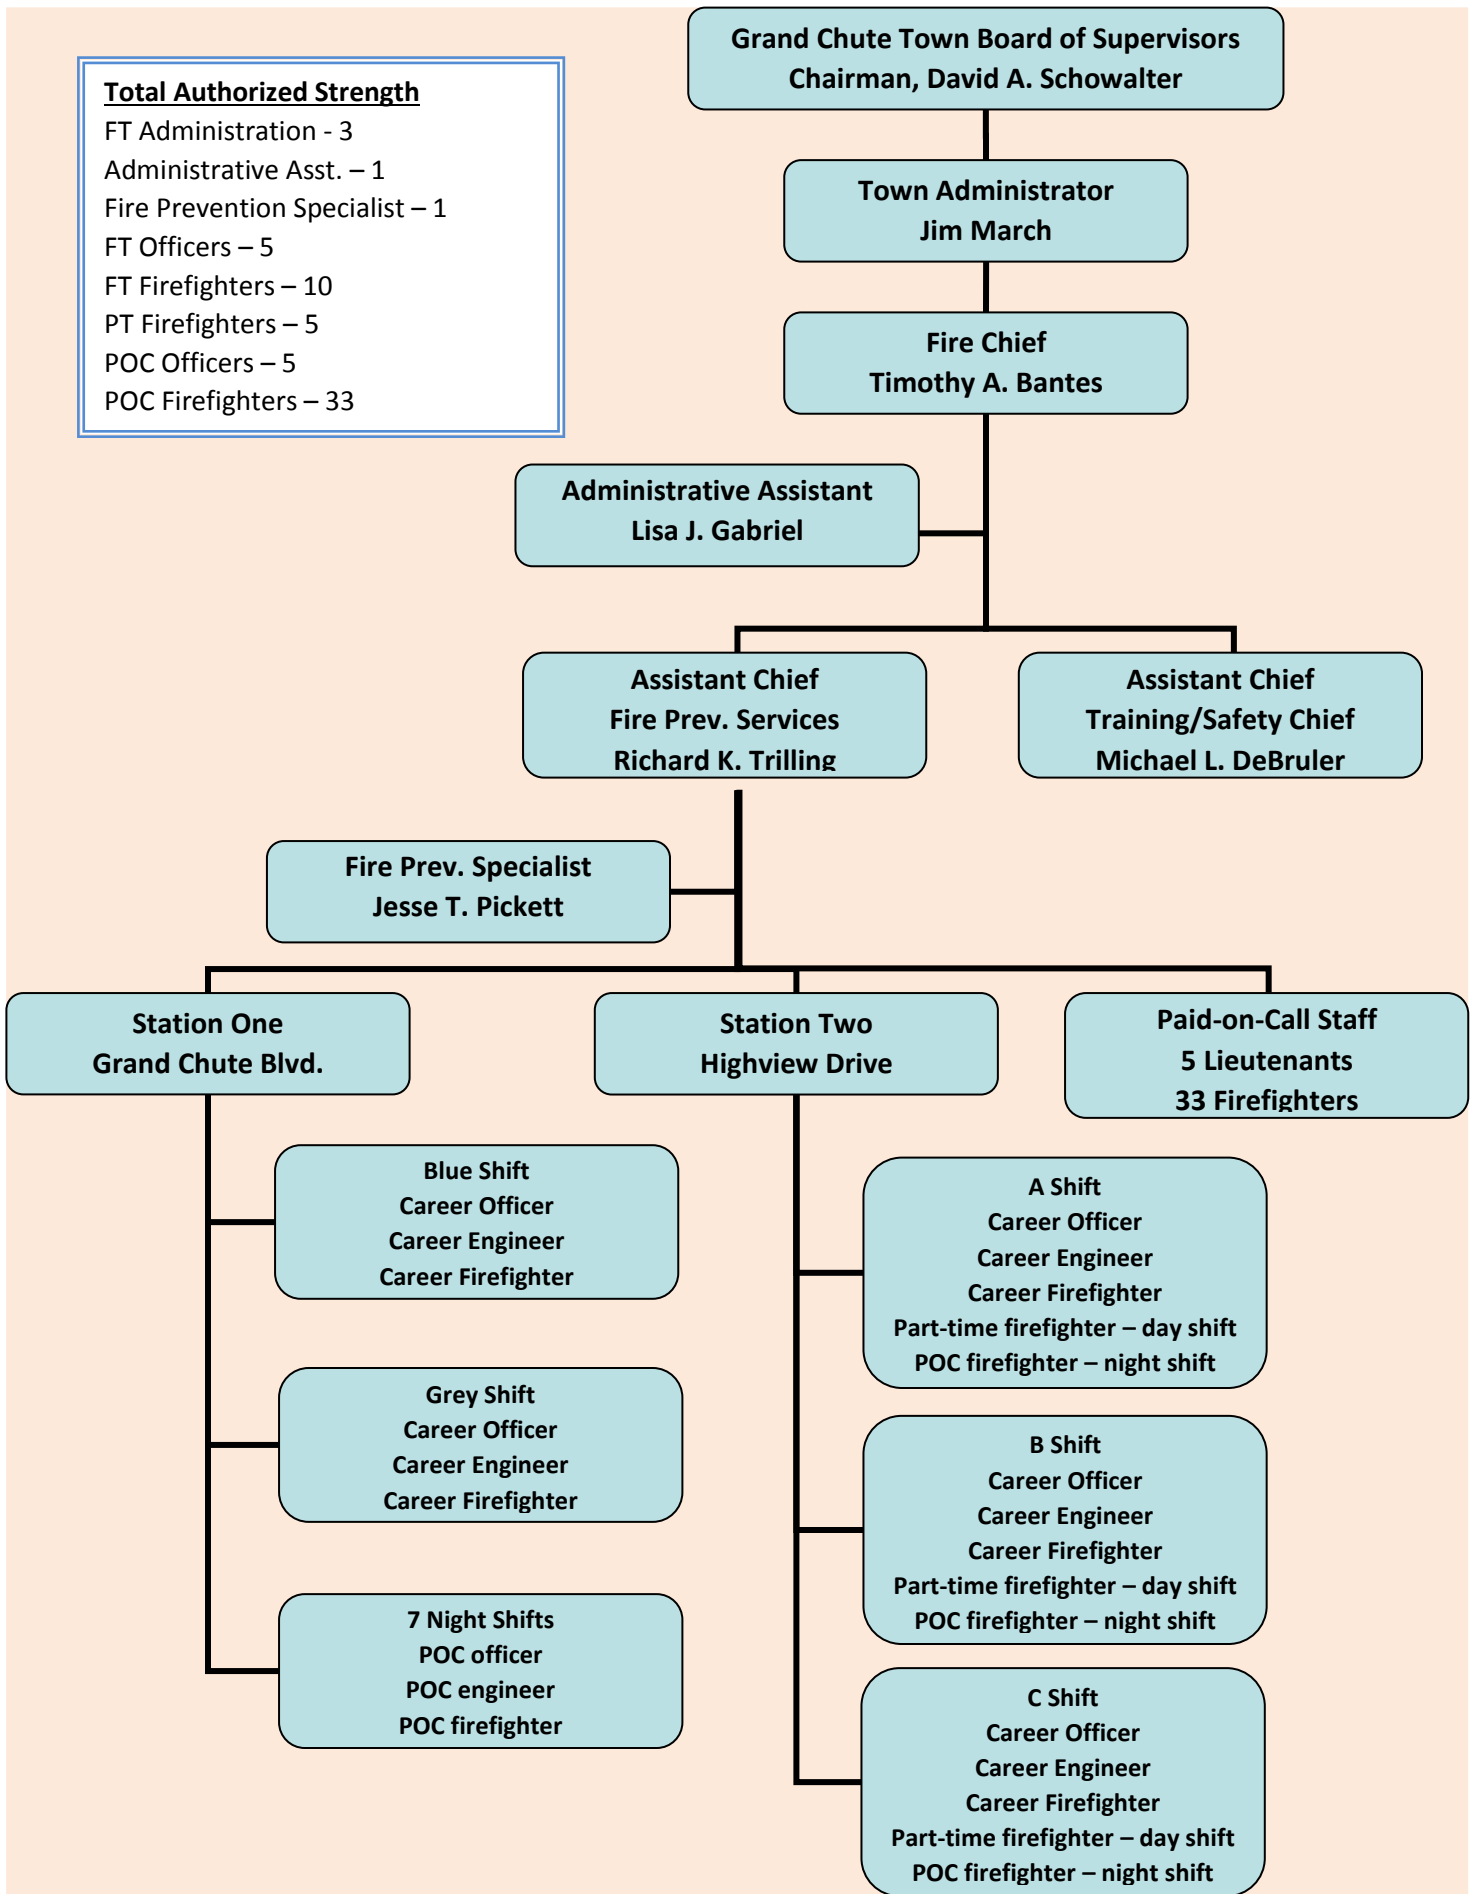 Grand Chute Town Board of Supervisors
Chairman, David A. Schowalter
Total Authorized Strength
FT Administration - 3
Administrative Asst. – 1
Fire Prevention Specialist – 1
FT Officers – 5
FT Firefighters – 10
PT Firefighters – 5
POC Officers – 5
POC Firefighters – 33
Town Administrator
Jim March
Fire Chief
Timothy A. Bantes
Administrative Assistant
Lisa J. Gabriel
Assistant Chief
Fire Prev. Services
Richard K. Trilling
Assistant Chief
Training/Safety Chief
Michael L. DeBruler
Fire Prev. Specialist
Jesse T. Pickett
Station One
Grand Chute Blvd.
Station Two
Highview Drive
Paid-on-Call Staff
5 Lieutenants
33 Firefighters
Blue Shift
Career Officer
Career Engineer
Career Firefighter
Grey Shift
Career Officer
Career Engineer
Career Firefighter
7 Night Shifts
POC officer
POC engineer
POC firefighter
A Shift
Career Officer
Career Engineer
Career Firefighter
Part-time firefighter – day shift
POC firefighter – night shift
B Shift
Career Officer
Career Engineer
Career Firefighter
Part-time firefighter – day shift
POC firefighter – night shift
C Shift
Career Officer
Career Engineer
Career Firefighter
Part-time firefighter – day shift
POC firefighter – night shift